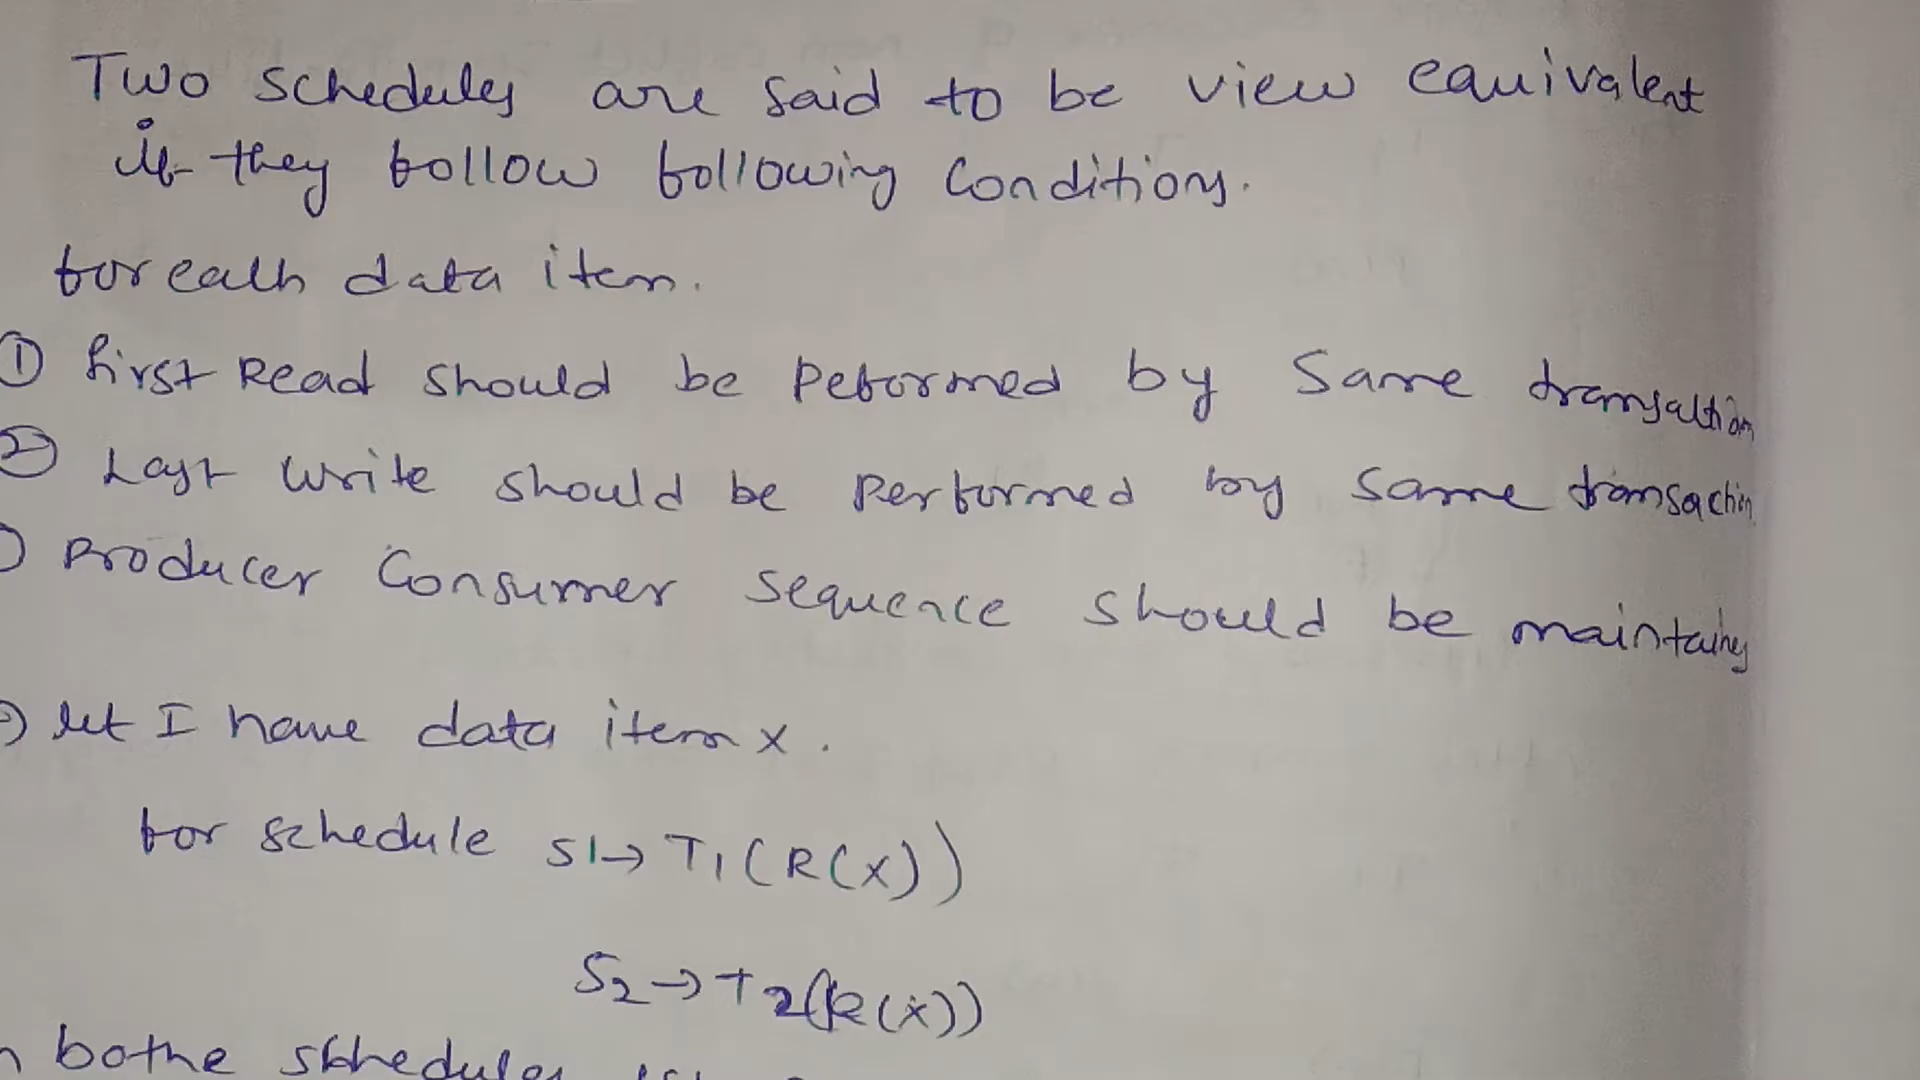 Two schedules are said to be view equivalent
if they follow following Conditions.
for each data item.
① first Read should be Peformed by Same transaction
② Last write should be Performed by same transaction
Producer Consumer sequence should be maintaines
let I have data item x.
for schedule S1→ T1(R(X))
S2→T2(R(X))
bothe schedules